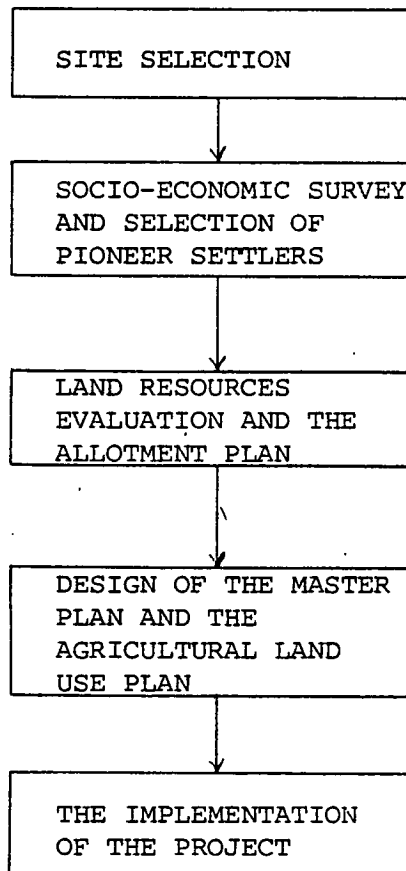 SITE SELECTION
SOCIO-ECONOMIC SURVEY
AND SELECTION OF
PIONEER SETTLERS
LAND RESOURCES
EVALUATION AND THE
ALLOTMENT PLAN
DESIGN OF THE MASTER
PLAN AND THE
AGRICULTURAL LAND
USE PLAN
THE IMPLEMENTATION
OF THE PROJECT